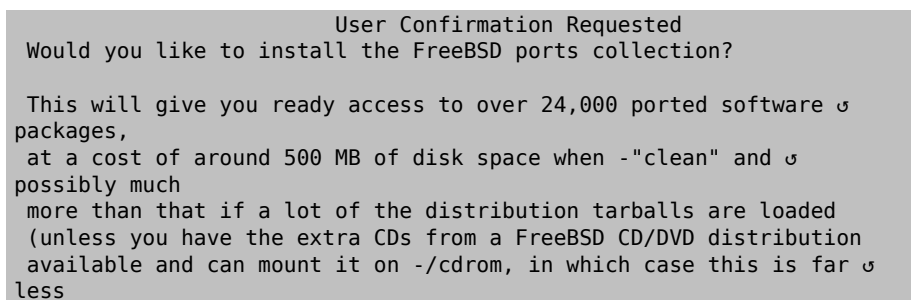 User Confirmation Requested
Would you like to install the FreeBSD ports collection?
This will give you ready access to over 24,000 ported software ↺
packages,
at a cost of around 500 MB of disk space when -"clean" and ↺
possibly much
more than that if a lot of the distribution tarballs are loaded
(unless you have the extra CDs from a FreeBSD CD/DVD distribution
available and can mount it on -/cdrom, in which case this is far ↺
less